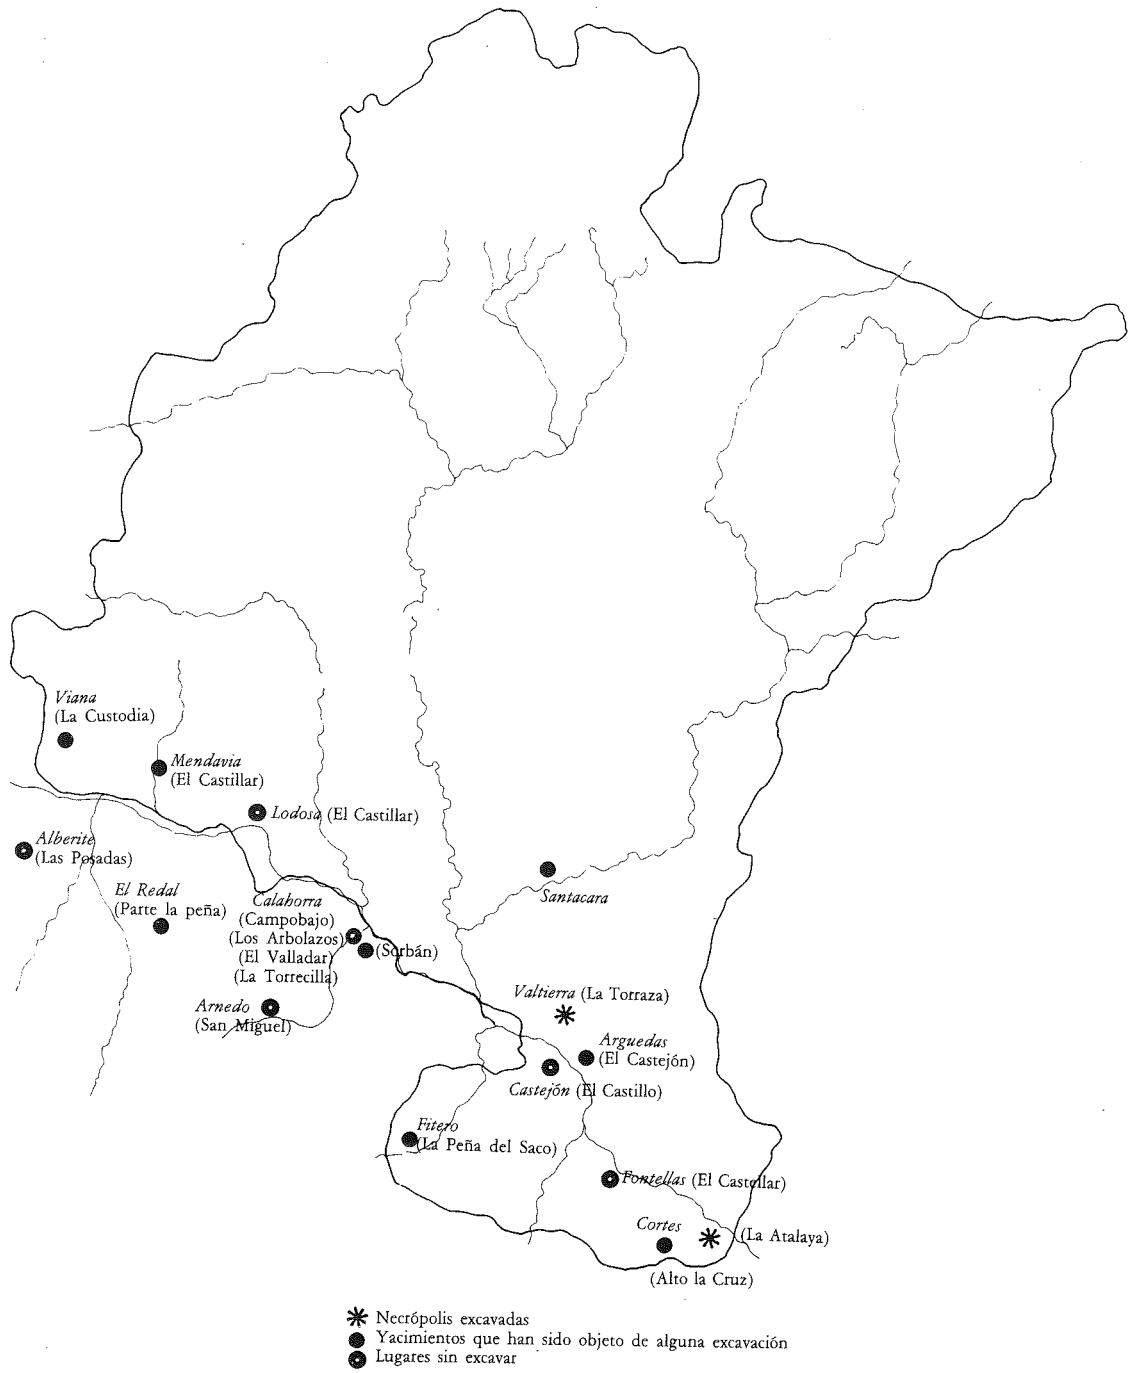 Viana
(La Custodia)
Mendavia
(El Castillar)
Lodosa (El Castillar)
Alberite
(Las Posadas)
El Redal
(Parte la peña)
Calahorra
(Campobajo)
(Los Arbolazos)
(El Valladar)
(La Torrecilla)
(Sorbán)
Santacara
Arnedo
(San Miguel)
Valtierra (La Torraza)
Arguedas
(El Castejón)
Castejón (El Castillo)
Fitero
(La Peña del Saco)
Fontellas (El Castellar)
Cortes
(La Atalaya)
(Alto la Cruz)
Necrópolis excavadas
Yacimientos que han sido objeto de alguna excavación
Lugares sin excavar